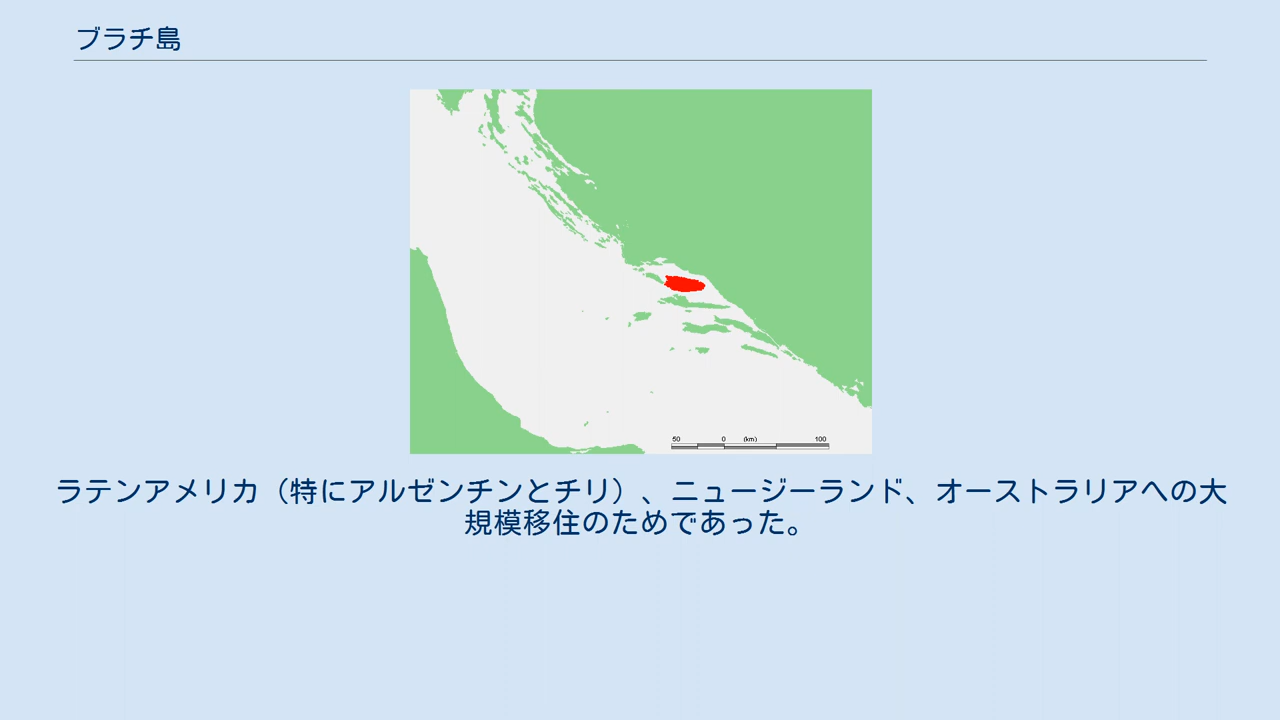 ブラチ島
50 0 (km) 100
ラテンアメリカ（特にアルゼンチンとチリ）、ニュージーランド、オーストラリアへの大
規模移住のためであった。